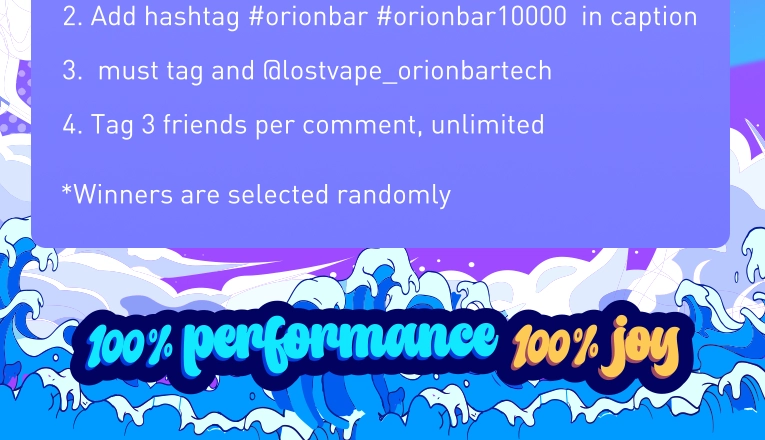 2. Add hashtag #orionbar #orionbar10000 in caption
3. must tag and @lostvape_orionbartech
4. Tag 3 friends per comment, unlimited
*Winners are selected randomly
100% performance 100% joy